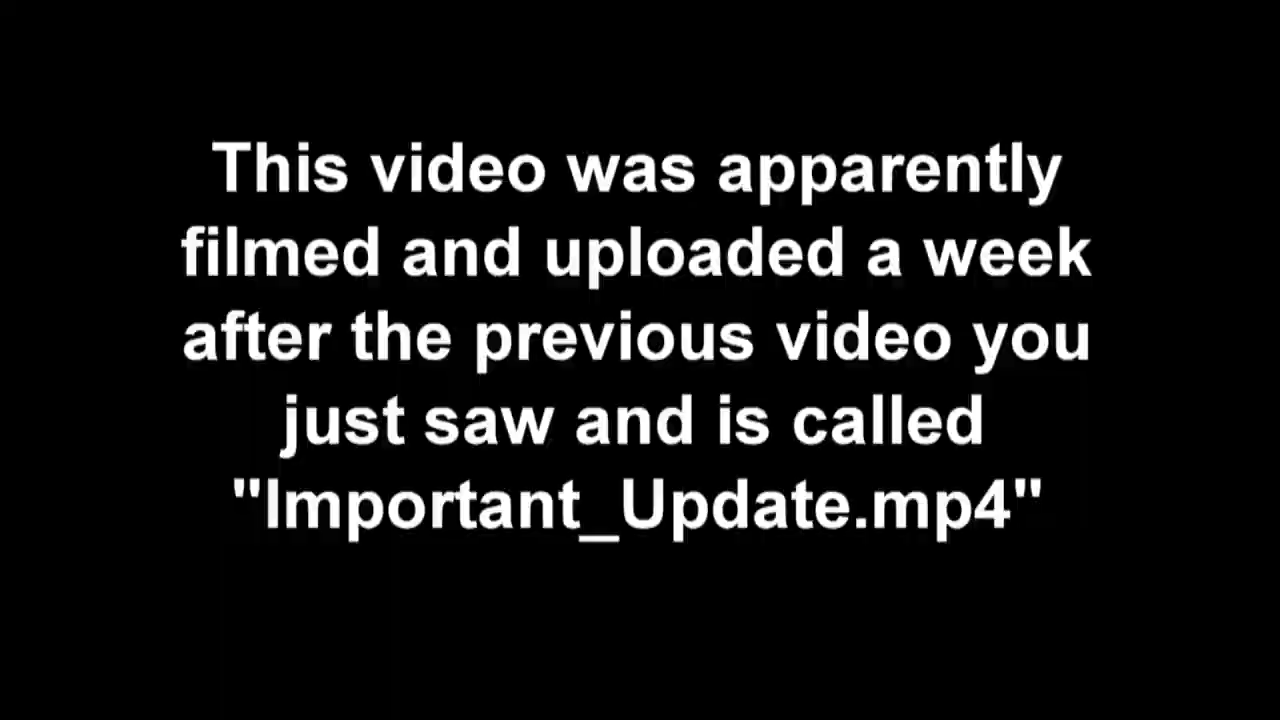 This video was apparently
filmed and uploaded a week
after the previous video you
just saw and is called
"Important_Update.mp4"